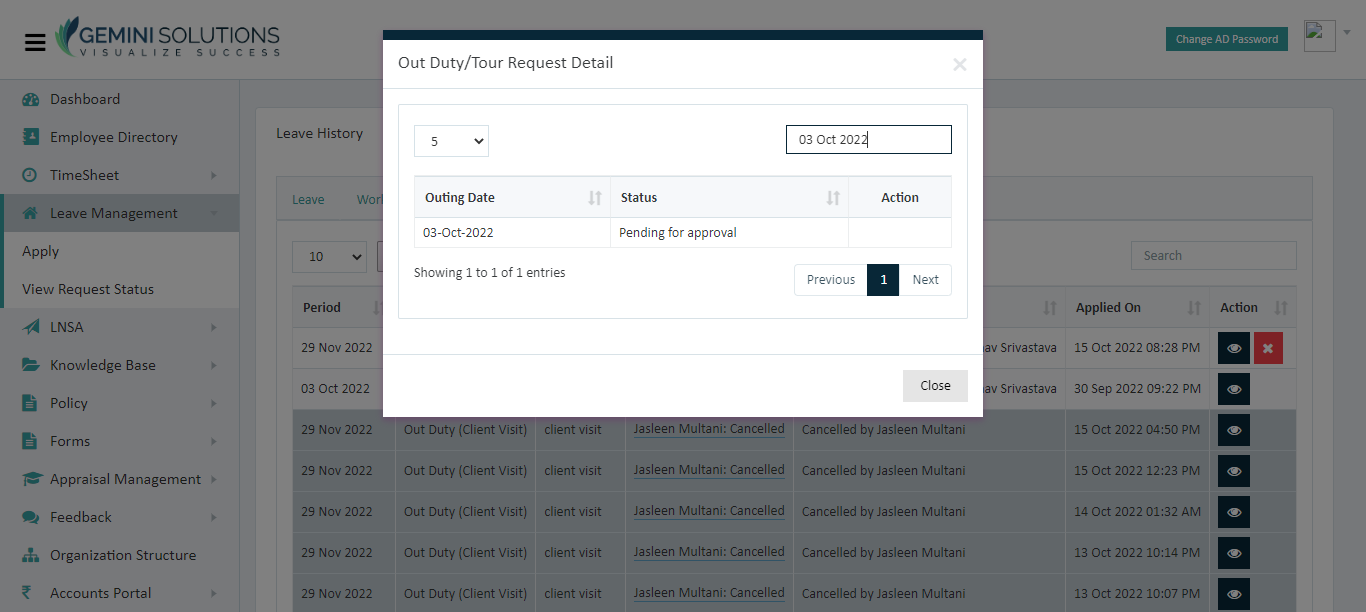 GEMINI SOLUTIONS
VISUALIZE SUCCESS
Change AD Password
Dashboard
Employee Directory
TimeSheet
Leave Management
Apply
View Request Status
LNSA
Knowledge Base
Policy
Forms
Appraisal Management
Feedback
Organization Structure
Accounts Portal
Out Duty/Tour Request Detail
5
03 Oct 2022
Outing Date Status Action
03-Oct-2022 Pending for approval
Showing 1 to 1 of 1 entries
Previous 1 Next
Close
Leave History
Leave
10
Search
Period Applied On Action
29 Nov 2022 Srivastava 15 Oct 2022 08:28 PM
03 Oct 2022 Srivastava 30 Sep 2022 09:22 PM
29 Nov 2022 Out Duty (Client Visit) client visit Jasleen Multani: Cancelled Cancelled by Jasleen Multani 15 Oct 2022 04:50 PM
29 Nov 2022 Out Duty (Client Visit) client visit Jasleen Multani: Cancelled Cancelled by Jasleen Multani 15 Oct 2022 12:23 PM
29 Nov 2022 Out Duty (Client Visit) client visit Jasleen Multani: Cancelled Cancelled by Jasleen Multani 14 Oct 2022 01:32 AM
29 Nov 2022 Out Duty (Client Visit) client visit Jasleen Multani: Cancelled Cancelled by Jasleen Multani 13 Oct 2022 10:14 PM
29 Nov 2022 Out Duty (Client Visit) client visit Jasleen Multani: Cancelled Cancelled by Jasleen Multani 13 Oct 2022 10:07 PM